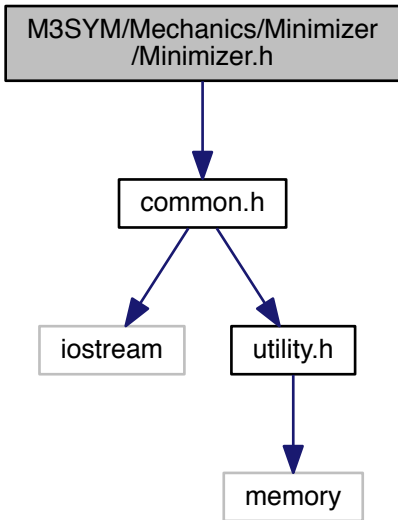 M3SYM/Mechanics/Minimizer
/Minimizer.h
common.h
iostream
utility.h
memory